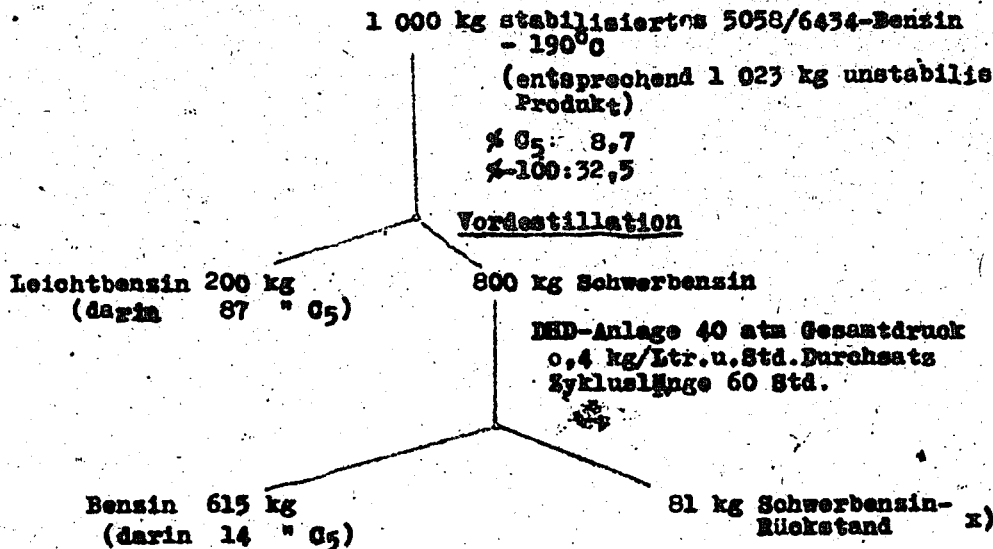 1 000 kg stabilisiertes 5058/6434-Benzin
- 190°C
(entsprechend 1 023 kg unstabilis
Produkt)
% C5: 8,7
%-100:32,5
Vordestillation
Leichtbenzin 200 kg
(darin 87 " C5)
800 kg Schwerbenzin
DHD-Anlage 40 atm Gesamtdruck
0,4 kg/Ltr.u.Std.Durchsatz
Zykluslänge 60 Std.
Benzin 615 kg
(darin 14 " C5)
81 kg Schwerbenzin-
Rückstand x)